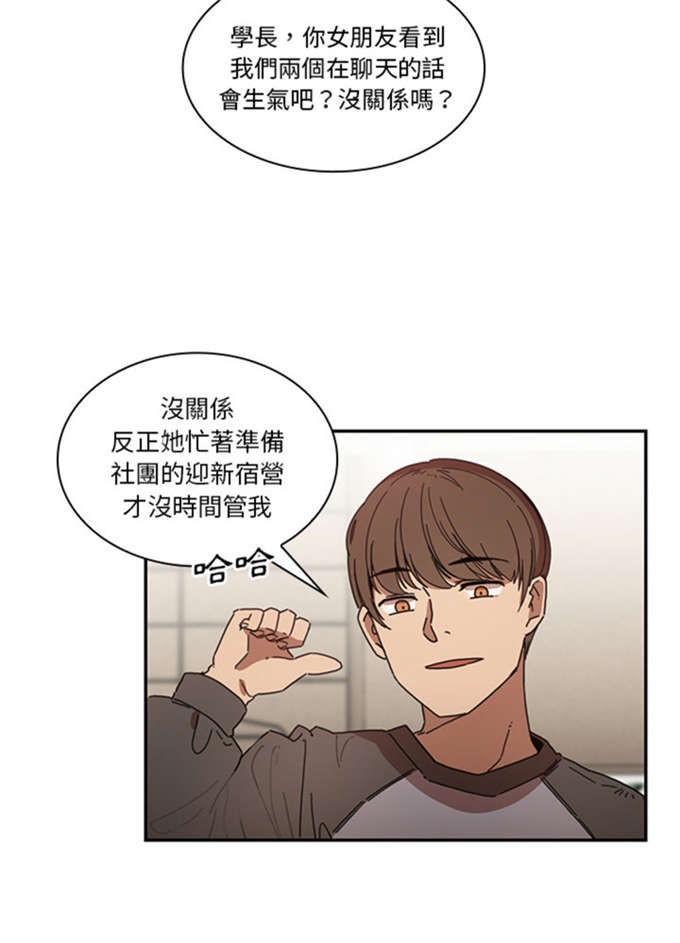 學長，你女朋友看到
我們兩個在聊天的話
會生氣吧？沒關係嗎？
沒關係
反正她忙著準備
社團的迎新宿營
才沒時間管我
哈哈